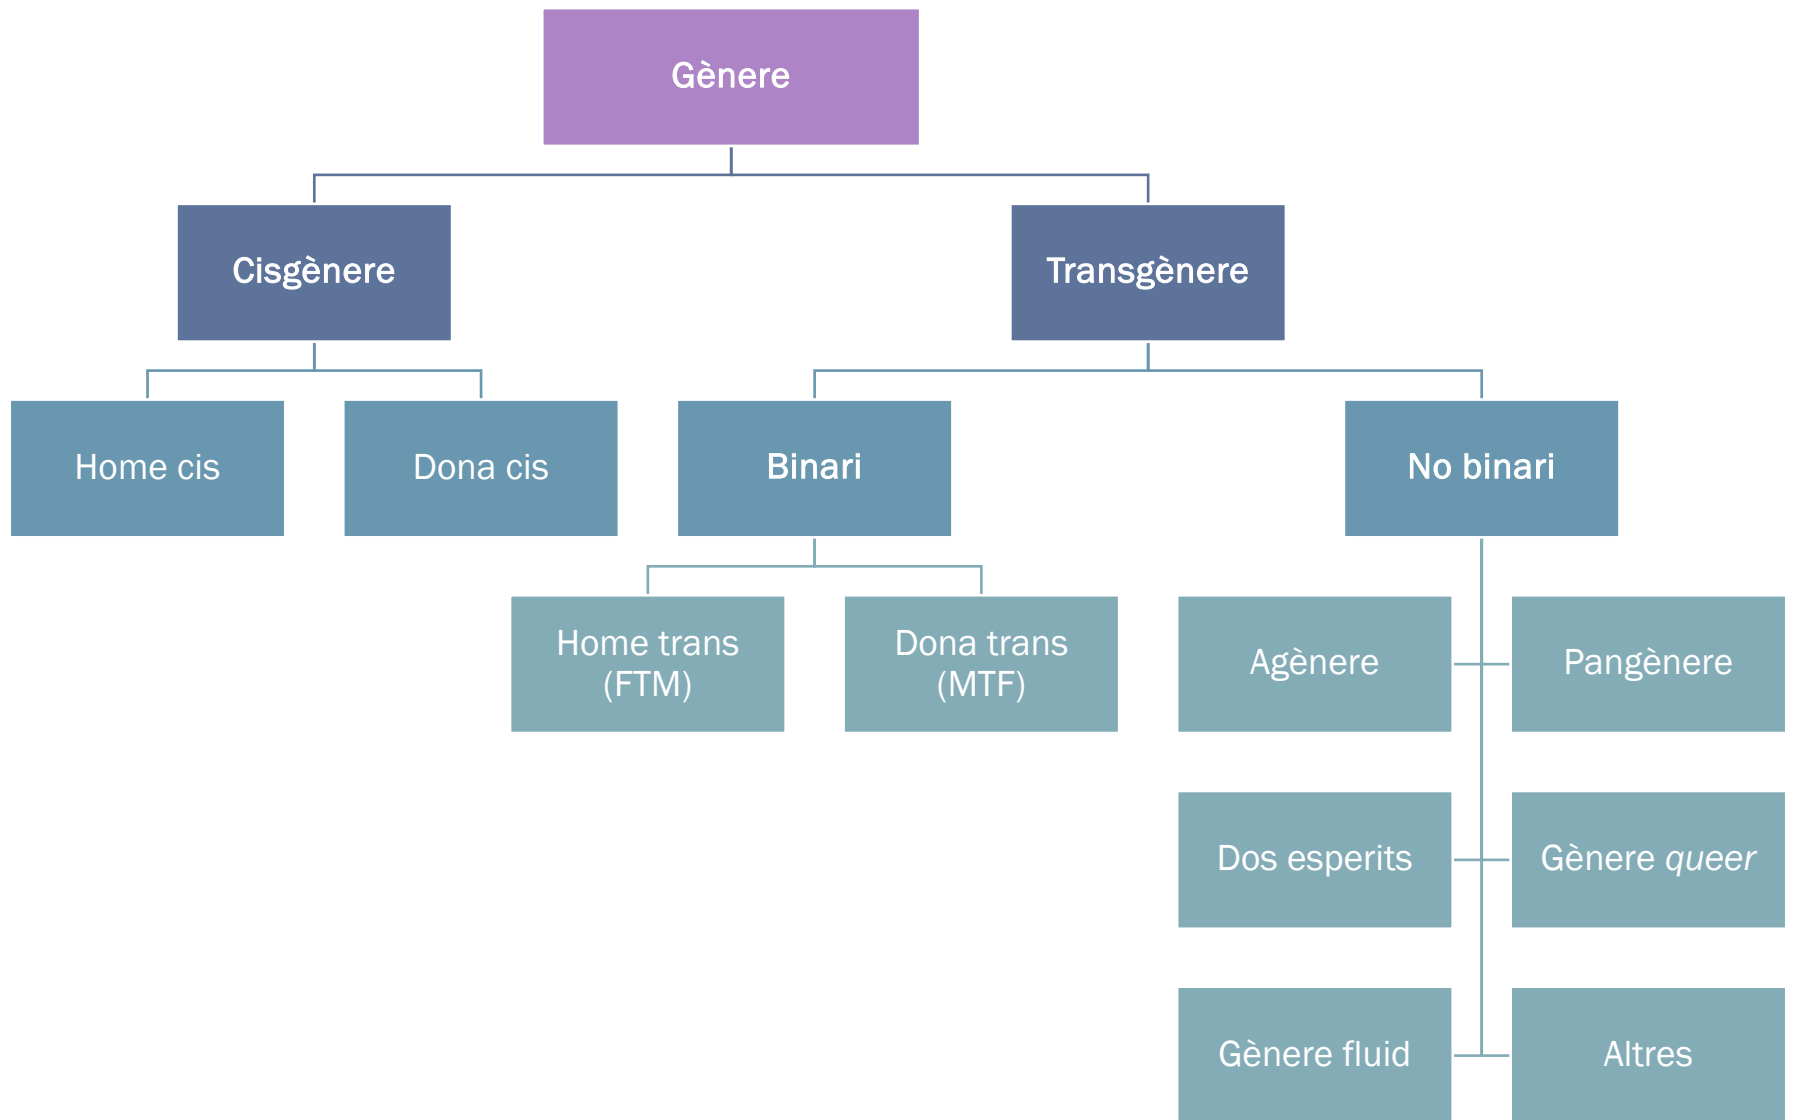 Gènere
Cisgènere
Transgènere
Home cis
Dona cis
Binari
No binari
Home trans
(FTM)
Dona trans
(MTF)
Agènere
Pangènere
Dos esperits
Gènere queer
Gènere fluid
Altres